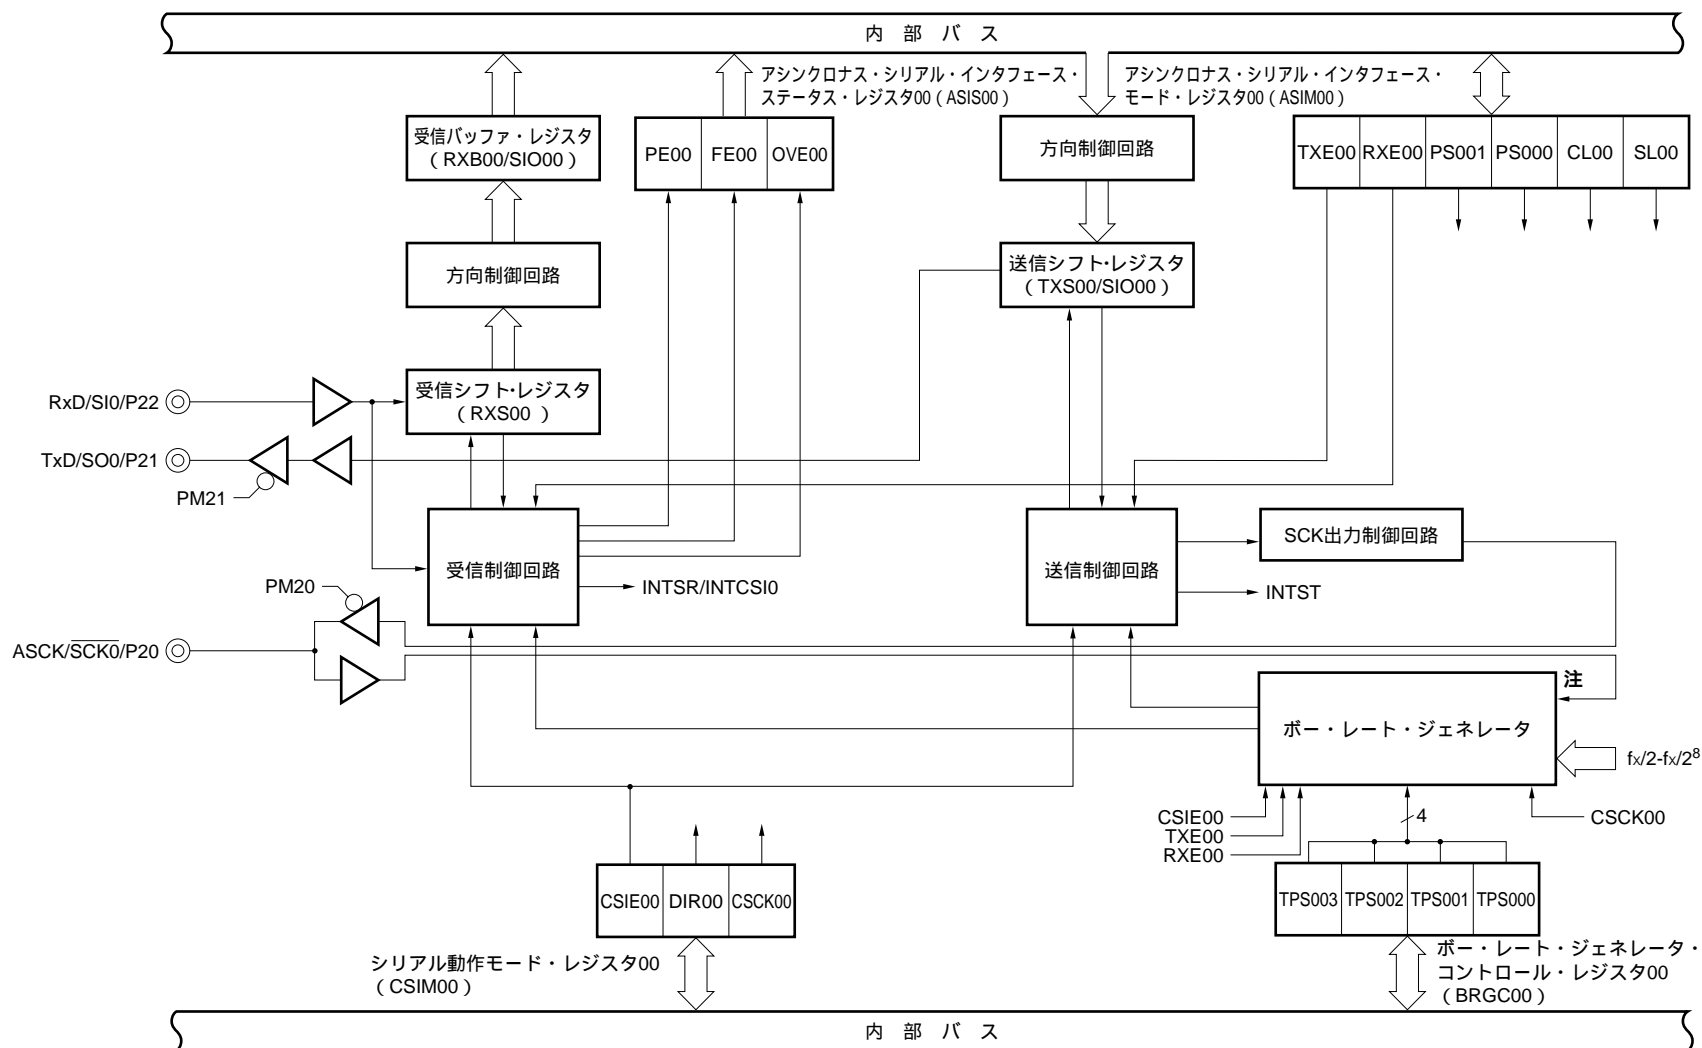 内 部 バ ス
アシンクロナス・シリアル・インタフェース・
ステータス・レジスタ00（ASIS00）
アシンクロナス・シリアル・インタフェース・
モード・レジスタ00（ASIM00）
受信バッファ・レジスタ
（RXB00/SIO00）
PE00 FE00 OVE00
方向制御回路
TXE00 RXE00 PS001 PS000 CL00 SL00
方向制御回路
送信シフト・レジスタ
（TXS00/SIO00）
RxD/SI0/P22
受信シフト・レジスタ
（RXS00 ）
TxD/SO0/P21
PM21
受信制御回路
INTSR/INTCSI0
送信制御回路
SCK出力制御回路
INTST
PM20
ASCK/SCK0/P20
注
ボー・レート・ジェネレータ
fx/2-fx/2⁸
CSIE00
TXE00
RXE00
4
CSCK00
CSIE00 DIR00 CSCK00
TPS003 TPS002 TPS001 TPS000
シリアル動作モード・レジスタ00
（CSIM00）
ボー・レート・ジェネレータ・
コントロール・レジスタ00
（BRGC00）
内 部 バ ス